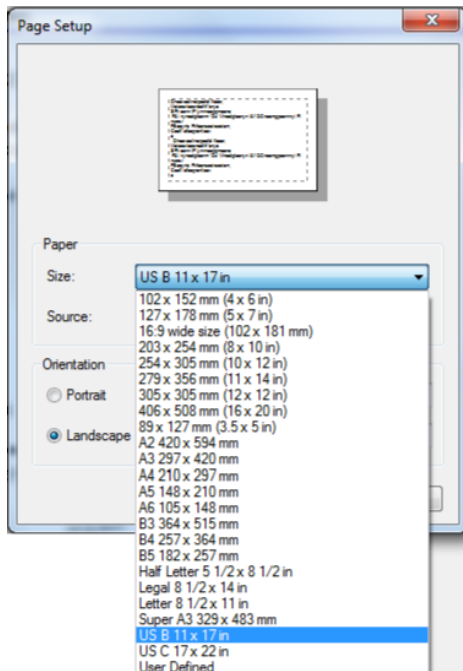 Page Setup
Paper
Size:
US B 11 x 17 in
Source:
Orientation
Portrait
Landscape
102 x 152 mm (4 x 6 in)
127 x 178 mm (5 x 7 in)
16:9 wide size (102 x 181 mm)
203 x 254 mm (8 x 10 in)
254 x 305 mm (10 x 12 in)
279 x 356 mm (11 x 14 in)
305 x 305 mm (12 x 12 in)
406 x 508 mm (16 x 20 in)
89 x 127 mm (3.5 x 5 in)
A2 420 x 594 mm
A3 297 x 420 mm
A4 210 x 297 mm
A5 148 x 210 mm
A6 105 x 148 mm
B3 364 x 515 mm
B4 257 x 364 mm
B5 182 x 257 mm
Half Letter 5 1/2 x 8 1/2 in
Legal 8 1/2 x 14 in
Letter 8 1/2 x 11 in
Super A3 329 x 483 mm
US B 11 x 17 in
US C 17 x 22 in
User Defined